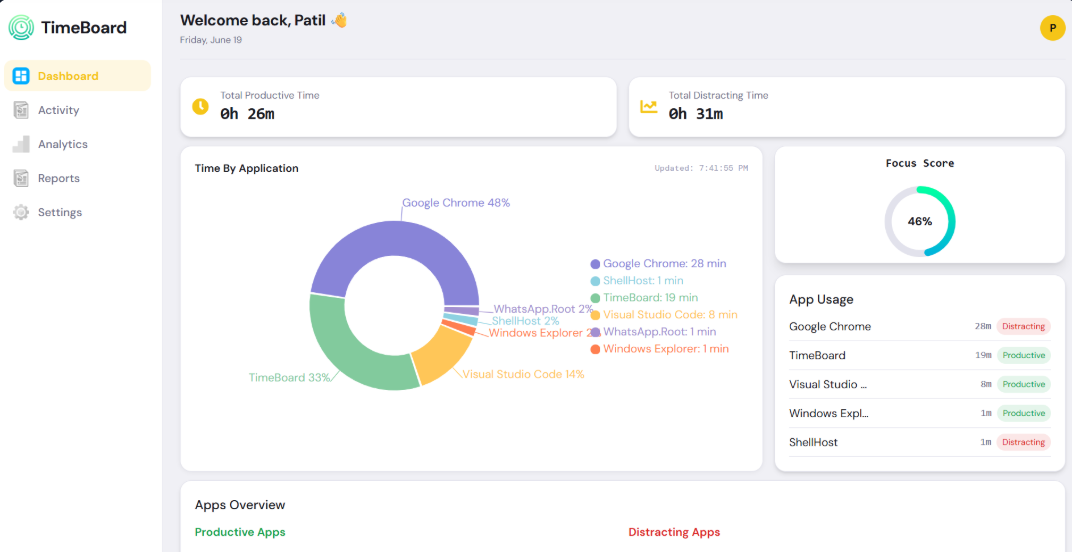 TimeBoard
Dashboard
Activity
Analytics
Reports
Settings
Welcome back, Patil 👋
Friday, June 19
P
Total Productive Time
0h 26m
Total Distracting Time
0h 31m
Time By Application
Updated: 7:41:55 PM
Google Chrome 48%
WhatsApp.Root 2%
ShellHost 2%
Windows Explorer 2
Visual Studio Code 14%
TimeBoard 33%
Google Chrome: 28 min
ShellHost: 1 min
TimeBoard: 19 min
Visual Studio Code: 8 min
WhatsApp.Root: 1 min
Windows Explorer: 1 min
Focus Score
46%
App Usage
Google Chrome 28m Distracting
TimeBoard 19m Productive
Visual Studio ... 8m Productive
Windows Expl... 1m Productive
ShellHost 1m Distracting
Apps Overview
Productive Apps
Distracting Apps